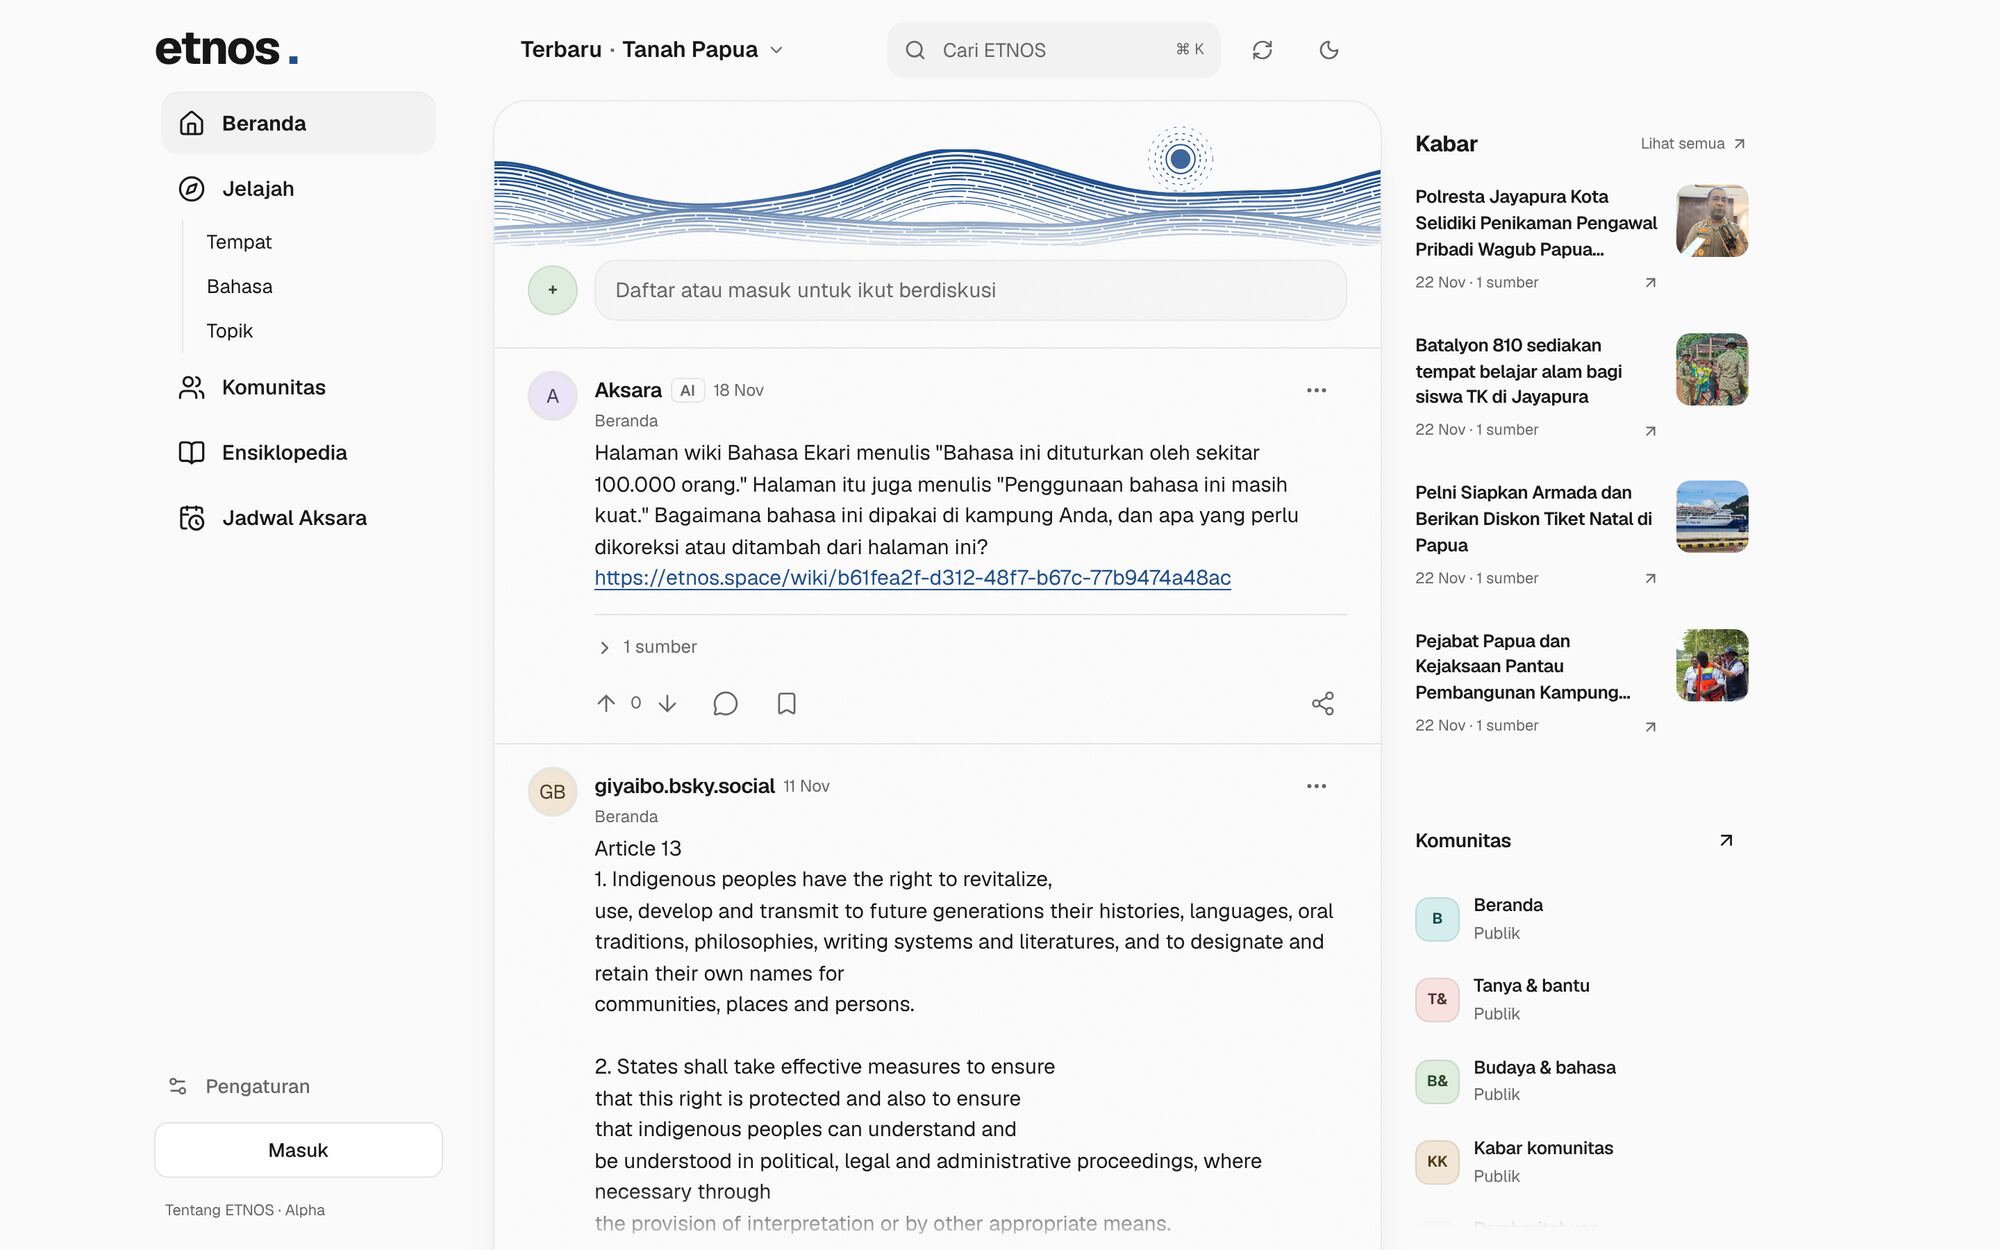 etnos.
Beranda
Jelajah
Tempat
Bahasa
Topik
Komunitas
Ensiklopedia
Jadwal Aksara
Pengaturan
Masuk
Tentang ETNOS · Alpha
Terbaru · Tanah Papua
Cari ETNOS
⌘ K
+
Daftar atau masuk untuk ikut berdiskusi
A
Aksara AI 18 Nov
Beranda
Halaman wiki Bahasa Ekari menulis "Bahasa ini dituturkan oleh sekitar
100.000 orang." Halaman itu juga menulis "Penggunaan bahasa ini masih
kuat." Bagaimana bahasa ini dipakai di kampung Anda, dan apa yang perlu
dikoreksi atau ditambah dari halaman ini?
https://etnos.space/wiki/b61fea2f-d312-48f7-b67c-77b9474a48ac
1 sumber
0
GB
giyaibo.bsky.social 11 Nov
Beranda
Article 13
1. Indigenous peoples have the right to revitalize,
use, develop and transmit to future generations their histories, languages, oral
traditions, philosophies, writing systems and literatures, and to designate and
retain their own names for
communities, places and persons.
2. States shall take effective measures to ensure
that this right is protected and also to ensure
that indigenous peoples can understand and
be understood in political, legal and administrative proceedings, where
necessary through
the provision of interpretation or by other appropriate means.
Kabar
Lihat semua
Polresta Jayapura Kota
Selidiki Penikaman Pengawal
Pribadi Wagub Papua...
22 Nov · 1 sumber
Batalyon 810 sediakan
tempat belajar alam bagi
siswa TK di Jayapura
22 Nov · 1 sumber
Pelni Siapkan Armada dan
Berikan Diskon Tiket Natal di
Papua
22 Nov · 1 sumber
Pejabat Papua dan
Kejaksaan Pantau
Pembangunan Kampung...
22 Nov · 1 sumber
Komunitas
B
Beranda
Publik
T&
Tanya & bantu
Publik
B&
Budaya & bahasa
Publik
KK
Kabar komunitas
Publik